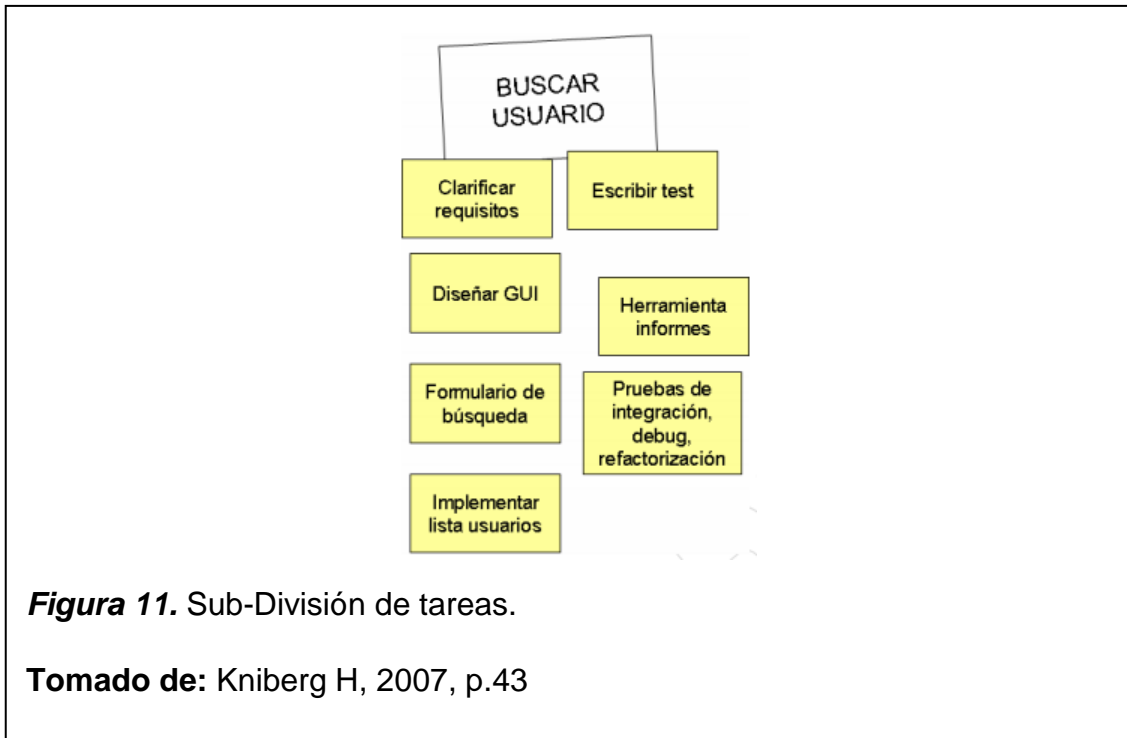 BUSCAR
USUARIO
Clarificar
requisitos
Escribir test
Diseñar GUI
Herramienta
informes
Formulario de
búsqueda
Pruebas de
integración,
debug,
refactorización
Implementar
lista usuarios
Figura 11. Sub-División de tareas.
Tomado de: Kniberg H, 2007, p.43